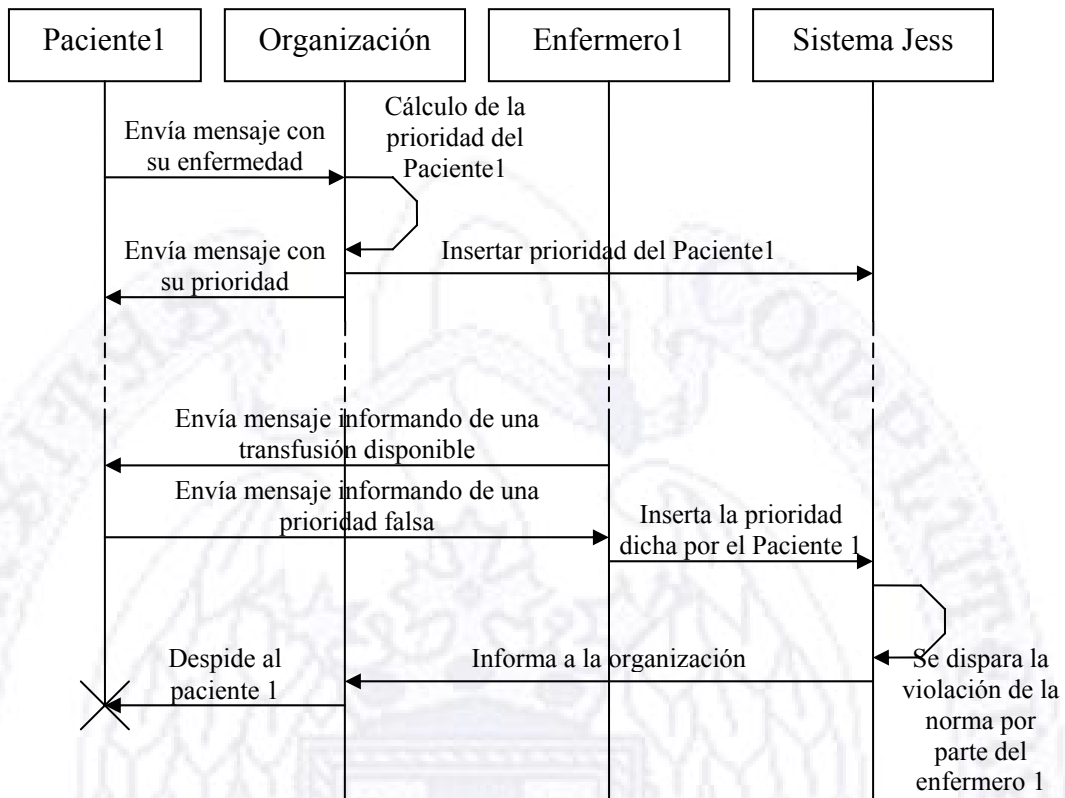 Paciente1
Organización
Enfermero1
Sistema Jess
Cálculo de la
prioridad del
Paciente1
Envía mensaje con
su enfermedad
Envía mensaje con
su prioridad
Insertar prioridad del Paciente1
Envía mensaje informando de una
transfusión disponible
Envía mensaje informando de una
prioridad falsa
Inserta la prioridad
dicha por el Paciente 1
Despide al
paciente 1
Informa a la organización
Se dispara la
violación de la
norma por
parte del
enfermero 1